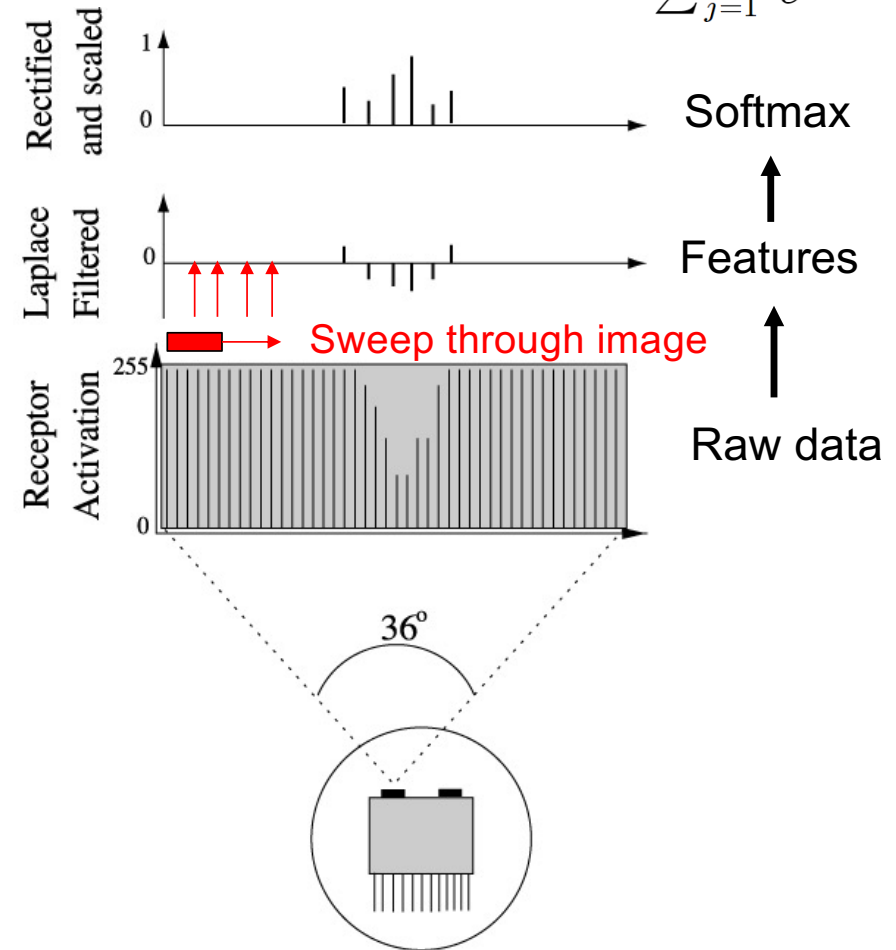 ∑ j=1
Rectified
and scaled
1
0
Softmax
Laplace
Filtered
0
Features
Sweep through image
Receptor
Activation
255
0
Raw data
36°